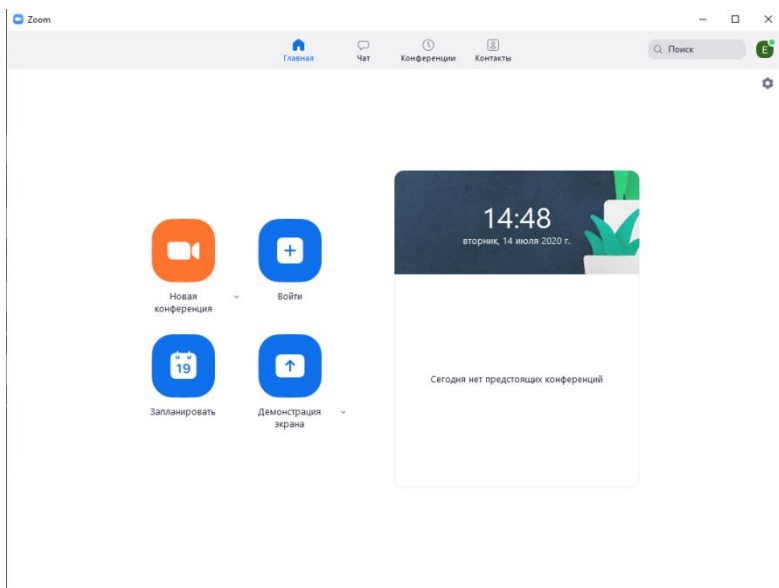 Zoom
Главная
Чат
Конференции
Контакты
Поиск
E
14:48
вторник, 14 июля 2020 г.
Новая
конференция
Войти
19
Запланировать
Демонстрация
экрана
Сегодня нет предстоящих конференций